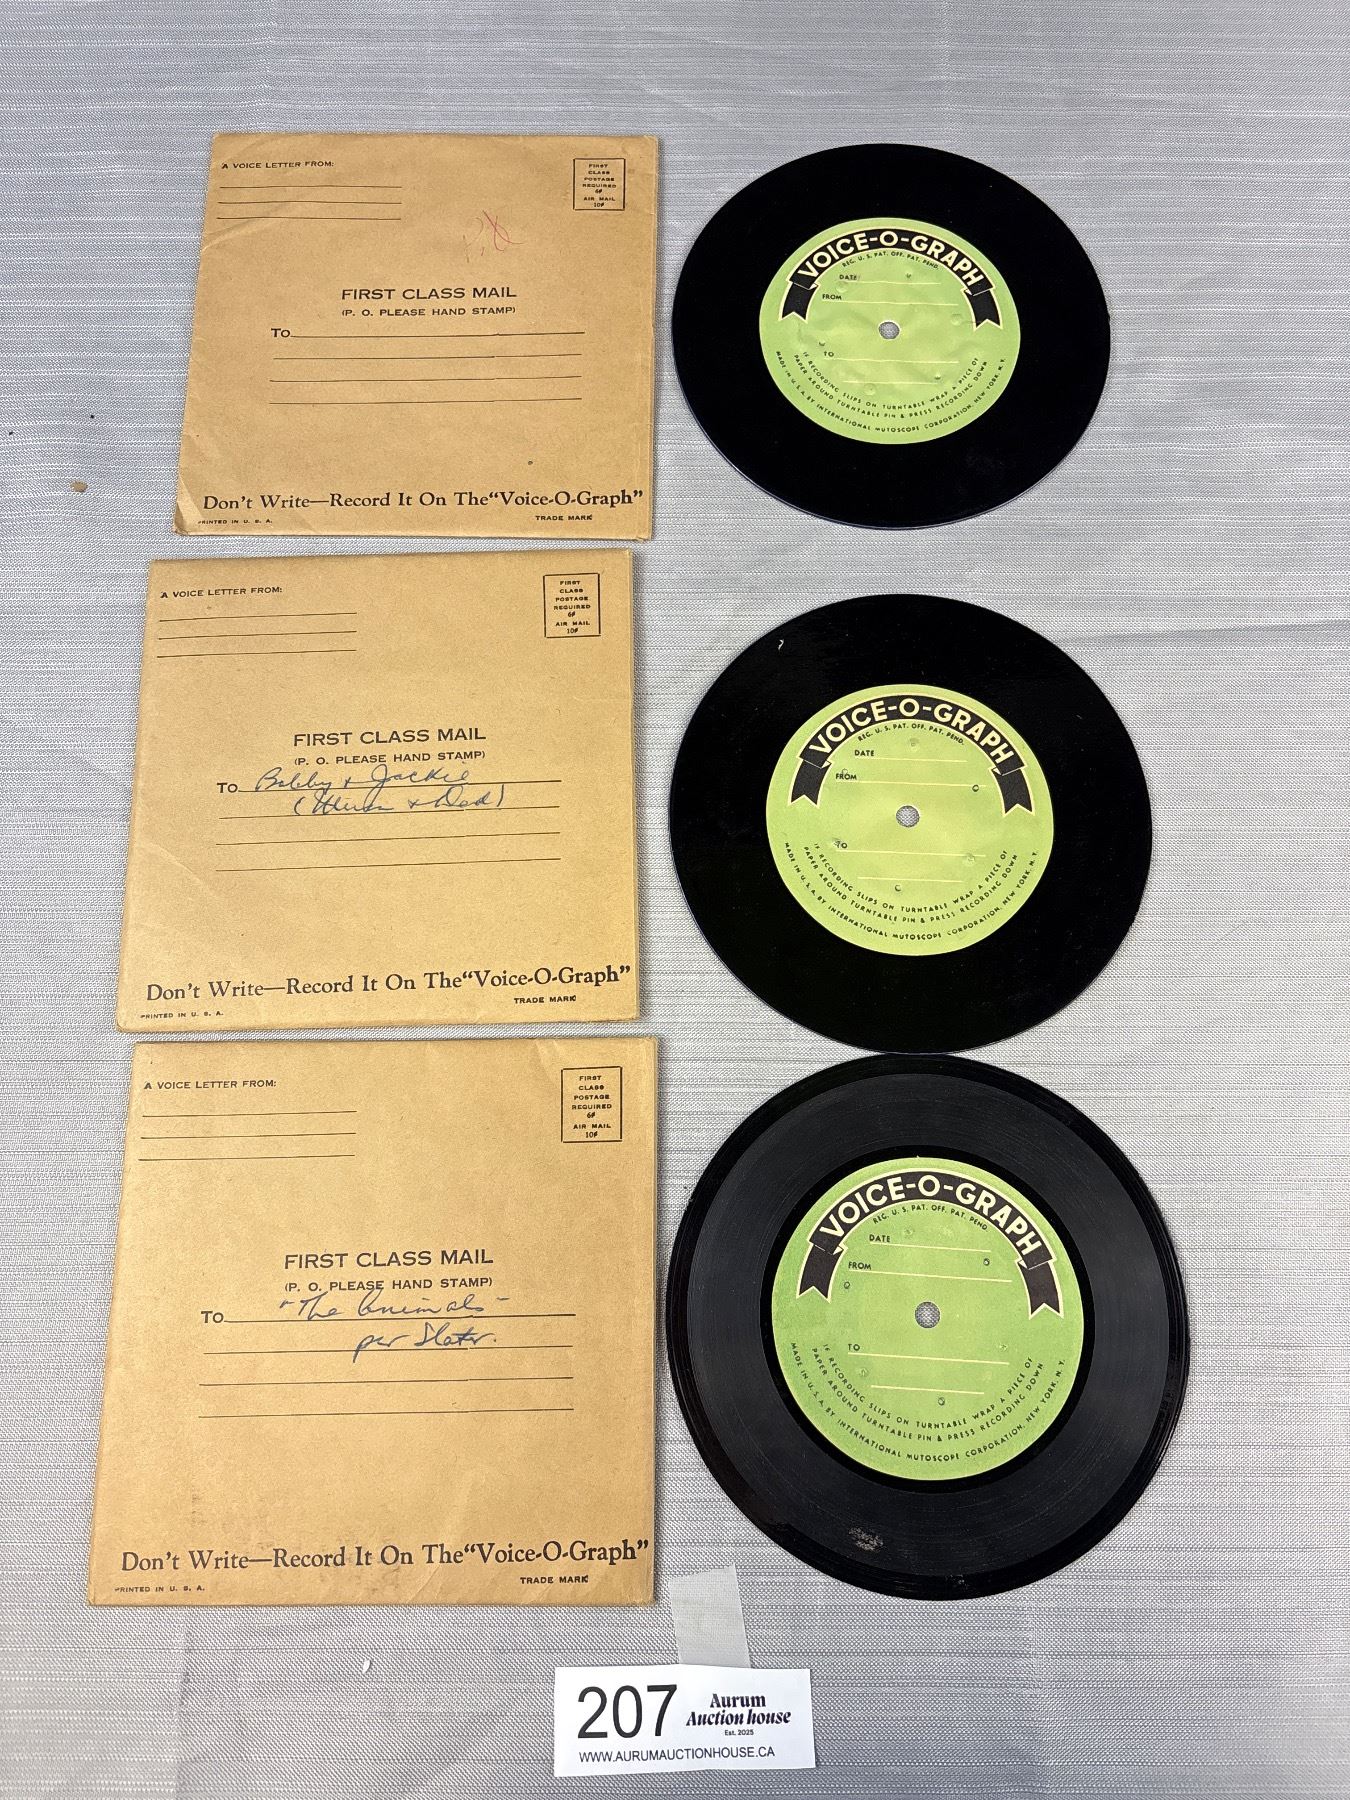 A VOICE LETTER FROM:
FIRST
CLASS
POSTAGE
REQUIRED
6¢
AIR MAIL
10¢
FIRST CLASS MAIL
(P. O. PLEASE HAND STAMP)
To
Don't Write—Record It On The "Voice-O-Graph"
PRINTED IN U. S. A.
TRADE MARK
VOICE-O-GRAPH
REG. U. S. PAT. OFF. PAT. PEND.
DATE
FROM
TO
IF RECORDING SLIPS ON TURNTABLE WRAP A PIECE OF
PAPER AROUND TURNTABLE PIN & PRESS RECORDING DOWN
MADE IN U. S. A. BY INTERNATIONAL MUTOSCOPE CORPORATION, NEW YORK, N. Y.
A VOICE LETTER FROM:
FIRST
CLASS
POSTAGE
REQUIRED
6¢
AIR MAIL
10¢
FIRST CLASS MAIL
(P. O. PLEASE HAND STAMP)
To Bobby + Jackie
(Mum + Dad)
Don't Write—Record It On The "Voice-O-Graph"
PRINTED IN U. S. A.
TRADE MARK
VOICE-O-GRAPH
REG. U. S. PAT. OFF. PAT. PEND.
DATE
FROM
TO
IF RECORDING SLIPS ON TURNTABLE WRAP A PIECE OF
PAPER AROUND TURNTABLE PIN & PRESS RECORDING DOWN
MADE IN U. S. A. BY INTERNATIONAL MUTOSCOPE CORPORATION, NEW YORK, N. Y.
A VOICE LETTER FROM:
FIRST
CLASS
POSTAGE
REQUIRED
6¢
AIR MAIL
10¢
FIRST CLASS MAIL
(P. O. PLEASE HAND STAMP)
To "The Animals"
per Slater.
Don't Write—Record It On The "Voice-O-Graph"
PRINTED IN U. S. A.
TRADE MARK
VOICE-O-GRAPH
REG. U. S. PAT. OFF. PAT. PEND.
DATE
FROM
TO
IF RECORDING SLIPS ON TURNTABLE WRAP A PIECE OF
PAPER AROUND TURNTABLE PIN & PRESS RECORDING DOWN
MADE IN U. S. A. BY INTERNATIONAL MUTOSCOPE CORPORATION, NEW YORK, N. Y.
207
Aurum
Auction house
Est. 2025
WWW.AURUMAUCTIONHOUSE.CA